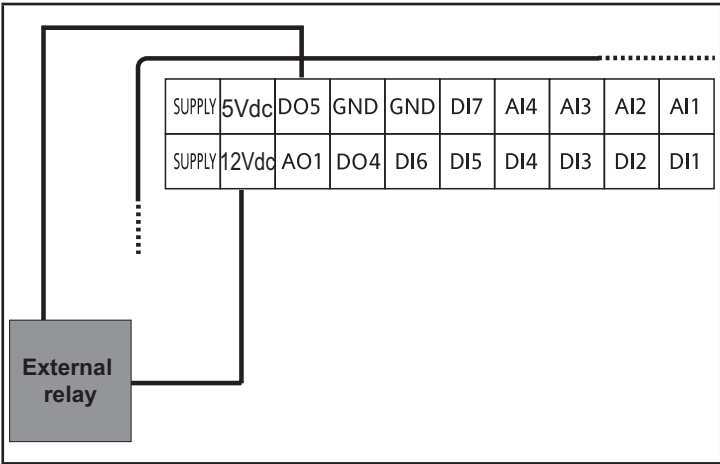 SUPPLY 5Vdc DO5 GND GND DI7 AI4 AI3 AI2 AI1
SUPPLY 12Vdc AO1 DO4 DI6 DI5 DI4 DI3 DI2 DI1
External
relay